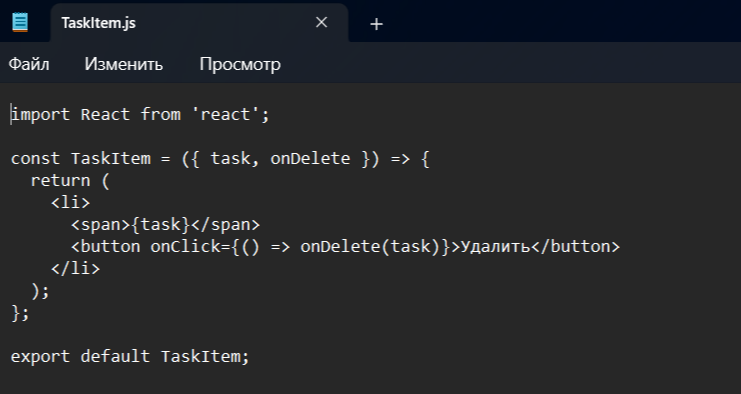 TaskItem.js
Файл Изменить Просмотр
import React from 'react';
const TaskItem = ({ task, onDelete }) => {
  return (
    <li>
      <span>{task}</span>
      <button onClick={() => onDelete(task)}>Удалить</button>
    </li>
  );
};
export default TaskItem;